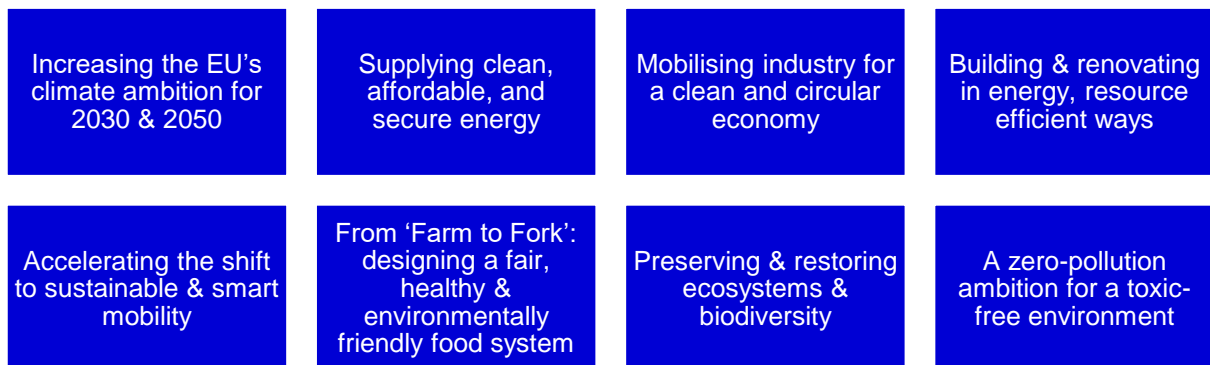 Increasing the EU’s
climate ambition for
2030 & 2050
Supplying clean,
affordable, and
secure energy
Mobilising industry for
a clean and circular
economy
Building & renovating
in energy, resource
efficient ways
Accelerating the shift
to sustainable & smart
mobility
From ‘Farm to Fork’:
designing a fair,
healthy &
environmentally
friendly food system
Preserving & restoring
ecosystems &
biodiversity
A zero-pollution
ambition for a toxic-
free environment